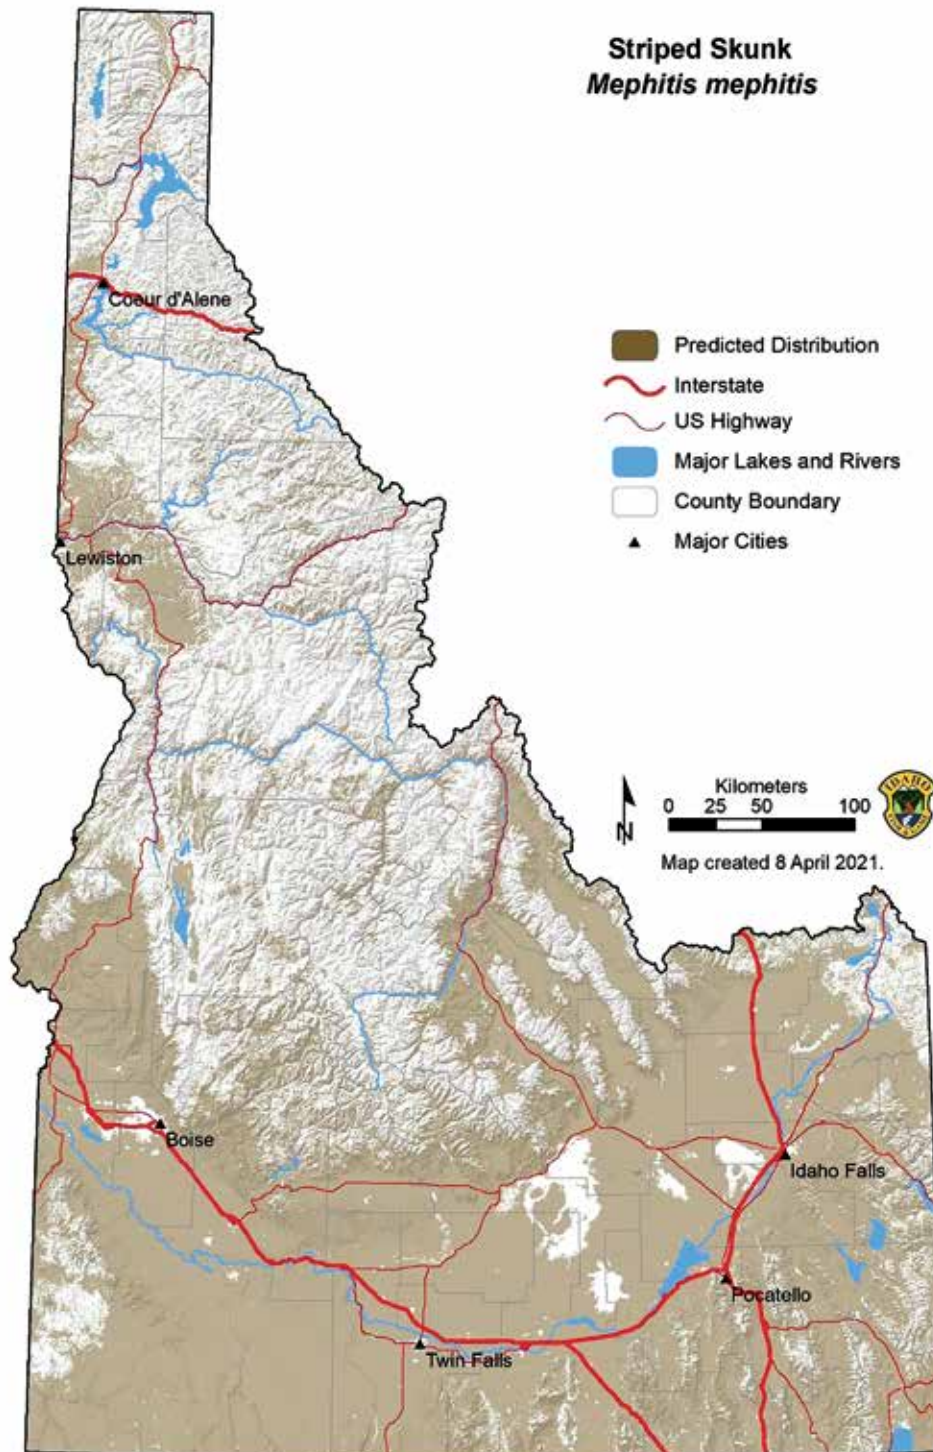 Striped Skunk
Mephitis mephitis
Coeur d'Alene
Predicted Distribution
Interstate
US Highway
Major Lakes and Rivers
County Boundary
Major Cities
Lewiston
Kilometers
0 25 50 100
N
IDAHO
Map created 8 April 2021.
Boise
Idaho Falls
Pocatello
Twin Falls